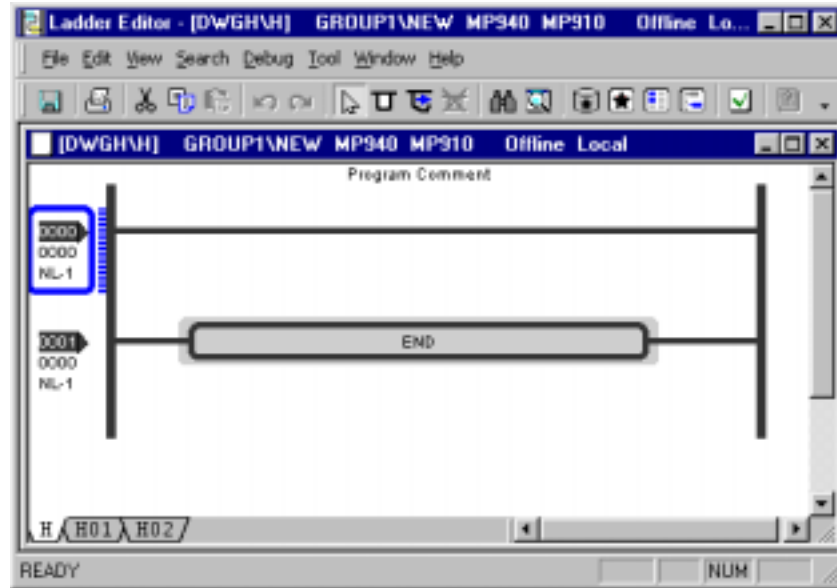 Ladder Editor - [DWGH\H] GROUP1\NEW MP940 MP910 Offline Lo...
File Edit View Search Debug Tool Window Help
[DWGH\H] GROUP1\NEW MP940 MP910 Offline Local
Program Comment
0000
0000
NL-1
0001
0000
NL-1
END
H H01 H02
READY NUM